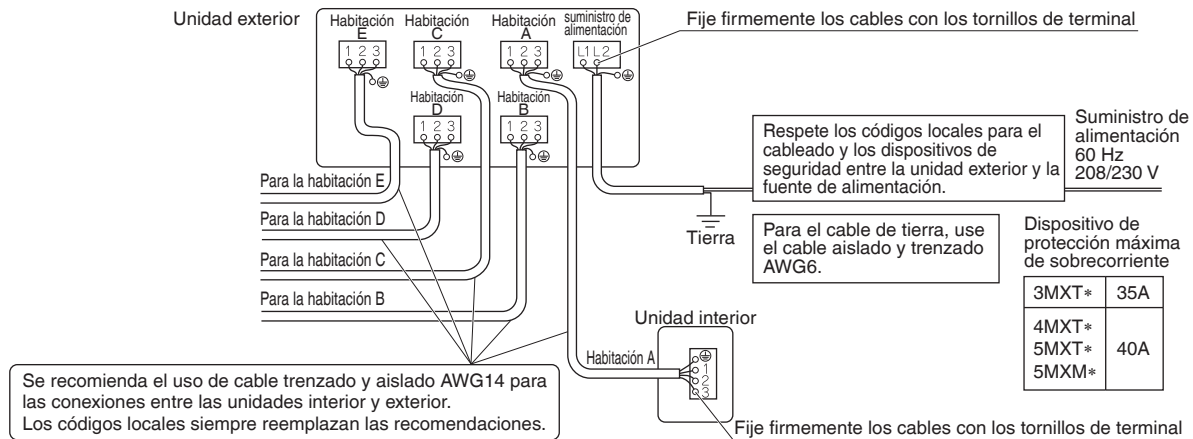 Unidad exterior
Habitación
E
1 2 3
Habitación
C
1 2 3
Habitación
A
1 2 3
suministro de
alimentación
L1 L2
Fije firmemente los cables con los tornillos de terminal
Habitación
D
1 2 3
Habitación
B
1 2 3
Para la habitación E
Para la habitación D
Para la habitación C
Para la habitación B
Respete los códigos locales para el
cableado y los dispositivos de
seguridad entre la unidad exterior y la
fuente de alimentación.
Suministro de
alimentación
60 Hz
208/230 V
Tierra
Para el cable de tierra, use
el cable aislado y trenzado
AWG6.
Dispositivo de
protección máxima
de sobrecorriente
3MXT* 35A
4MXT*
5MXT* 40A
5MXM*
Unidad interior
Habitación A
1
2
3
Se recomienda el uso de cable trenzado y aislado AWG14 para
las conexiones entre las unidades interior y exterior.
Los códigos locales siempre reemplazan las recomendaciones.
Fije firmemente los cables con los tornillos de terminal